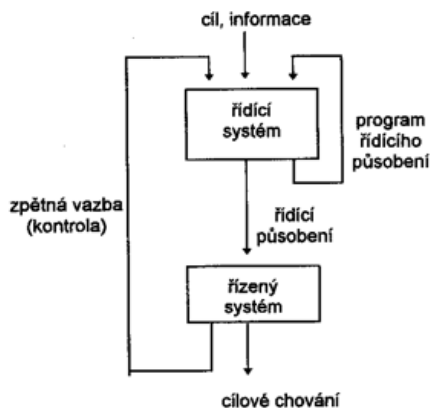 cíl, informace
řídící
systém
program
řídícího
působení
zpětná vazba
(kontrola)
řídící
působení
řízený
systém
cílové chování